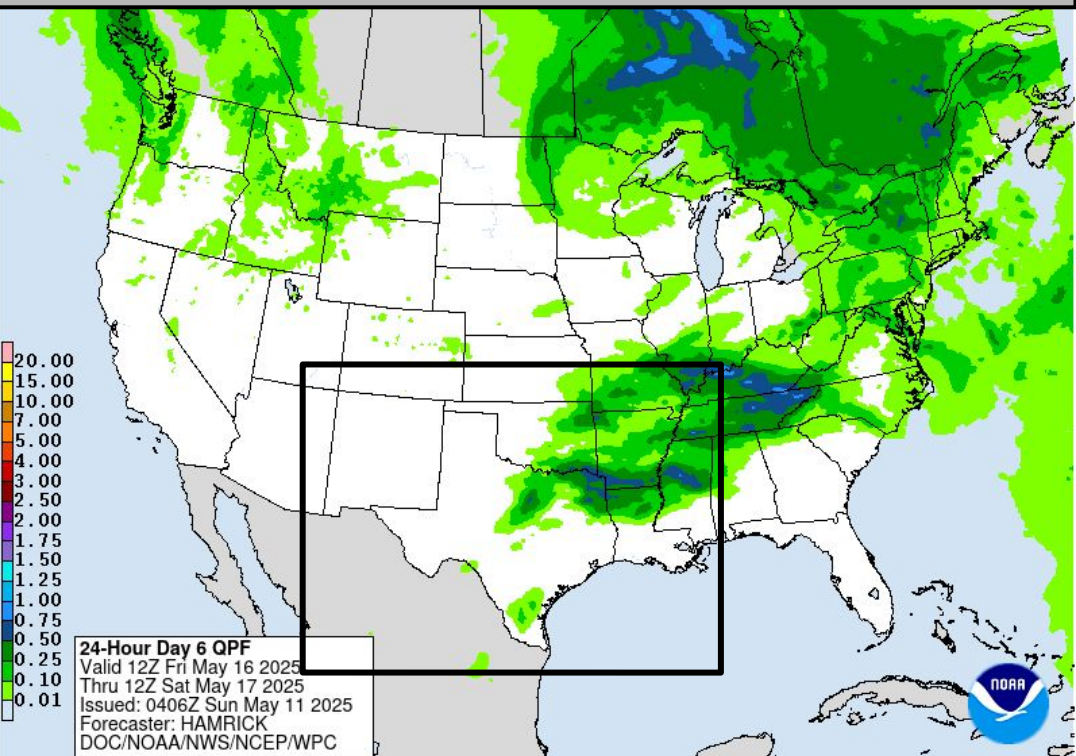 20.00
15.00
10.00
7.00
5.00
4.00
3.00
2.50
2.00
1.75
1.50
1.25
1.00
0.75
0.50
0.25
0.10
0.01
24-Hour Day 6 QPF
Valid 12Z Fri May 16 2025
Thru 12Z Sat May 17 2025
Issued: 0406Z Sun May 11 2025
Forecaster: HAMRICK
DOC/NOAA/NWS/NCEP/WPC
NOAA